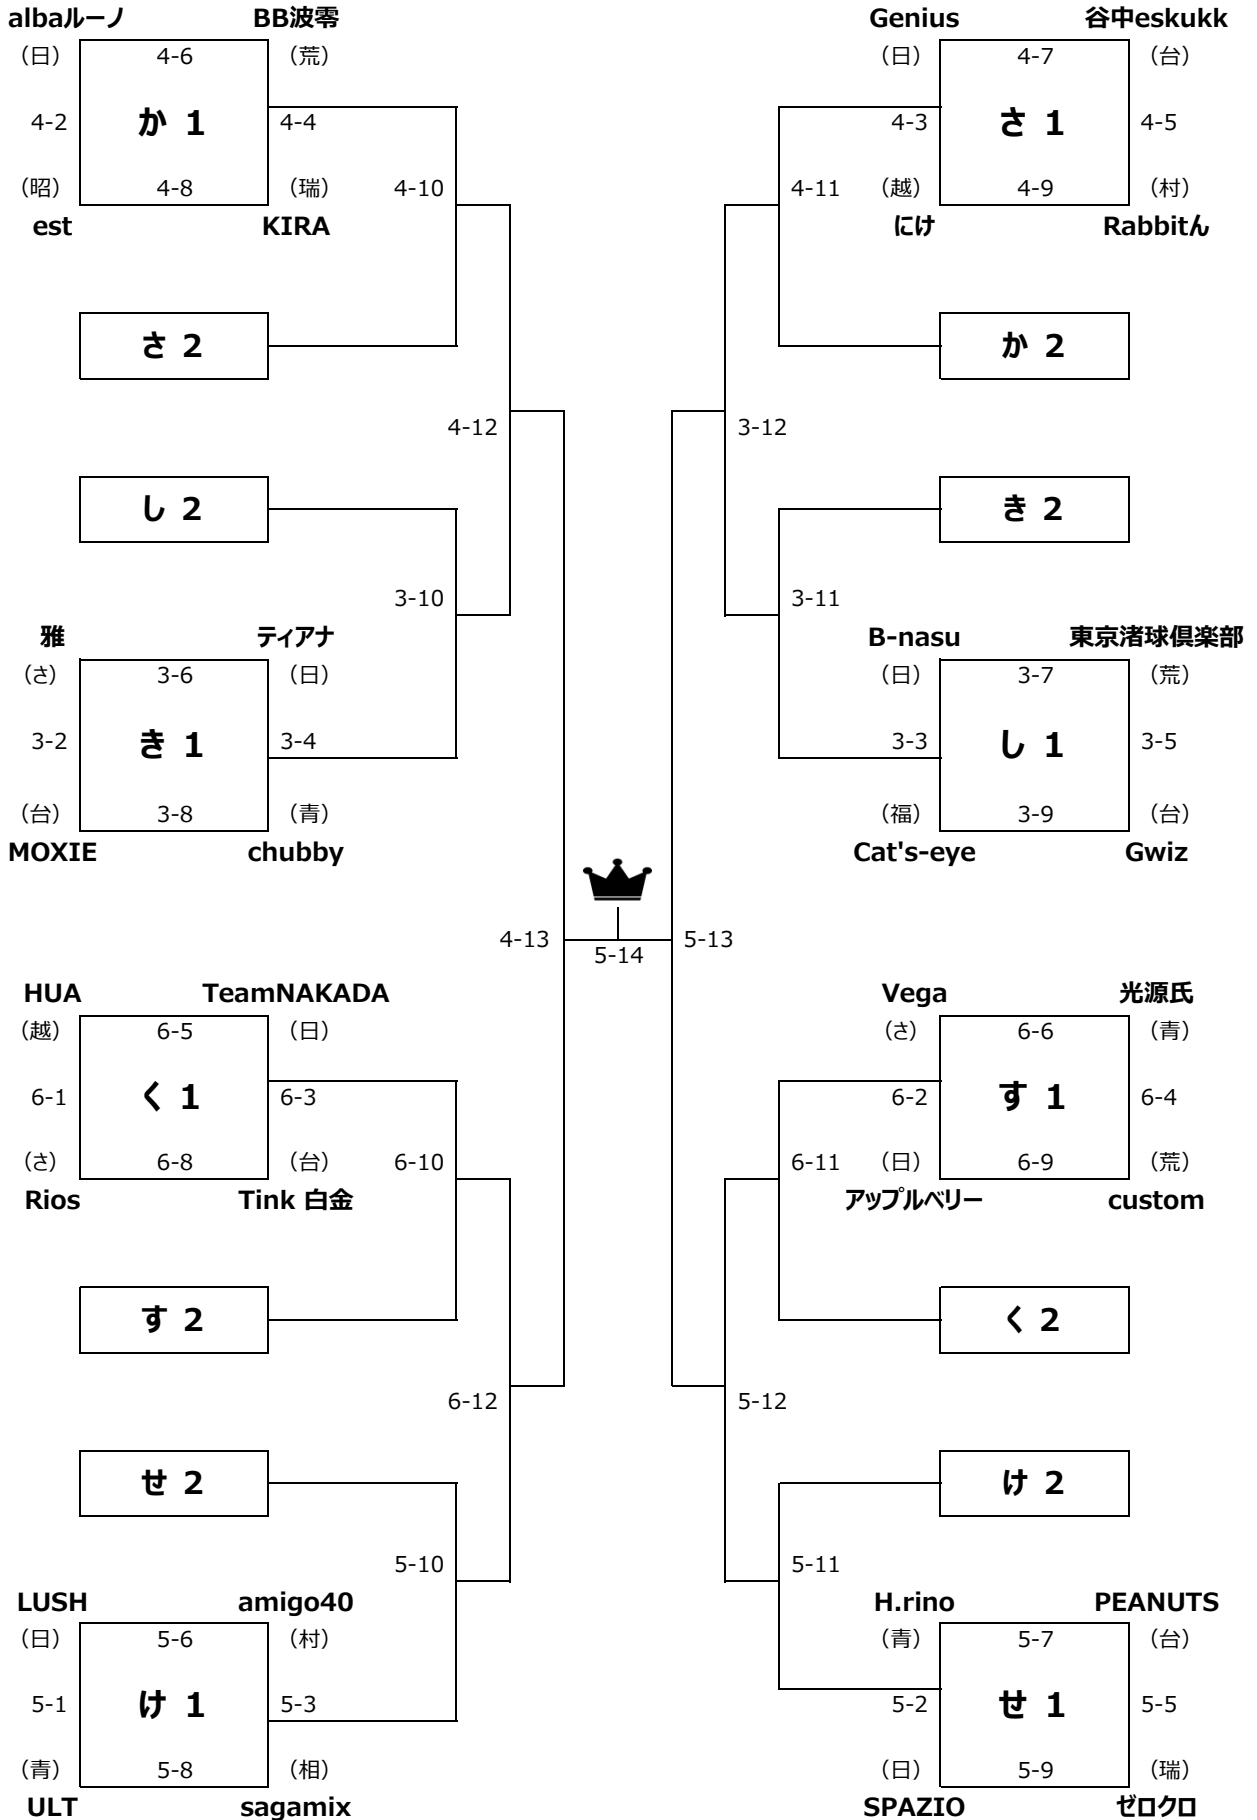 albaルーノ BB波零 Genius 谷中eskukk
（日） 4-6 （荒） （日） 4-7 （台）
4-2 か 1 4-4 4-3 さ 1 4-5
（昭） 4-8 （瑞） 4-10 4-11 （越） 4-9 （村）
est KIRA にけ Rabbitん
さ 2 か 2
4-12 3-12
し 2 き 2
3-10 3-11
雅 ティアナ B-nasu 東京渚球倶楽部
（さ） 3-6 （日） （日） 3-7 （荒）
3-2 き 1 3-4 3-3 し 1 3-5
（台） 3-8 （青） （福） 3-9 （台）
MOXIE chubby Cat's-eye Gwiz
4-13 5-14 5-13
HUA TeamNAKADA Vega 光源氏
（越） 6-5 （日） （さ） 6-6 （青）
6-1 く 1 6-3 6-2 す 1 6-4
（さ） 6-8 （台） 6-10 6-11 （日） 6-9 （荒）
Rios Tink 白金 アップルベリー custom
す 2 く 2
6-12 5-12
せ 2 け 2
5-10 5-11
LUSH amigo40 H.rino PEANUTS
（日） 5-6 （村） （青） 5-7 （台）
5-1 け 1 5-3 5-2 せ 1 5-5
（青） 5-8 （相） （日） 5-9 （瑞）
ULT sagamix SPAZIO ゼロクロ